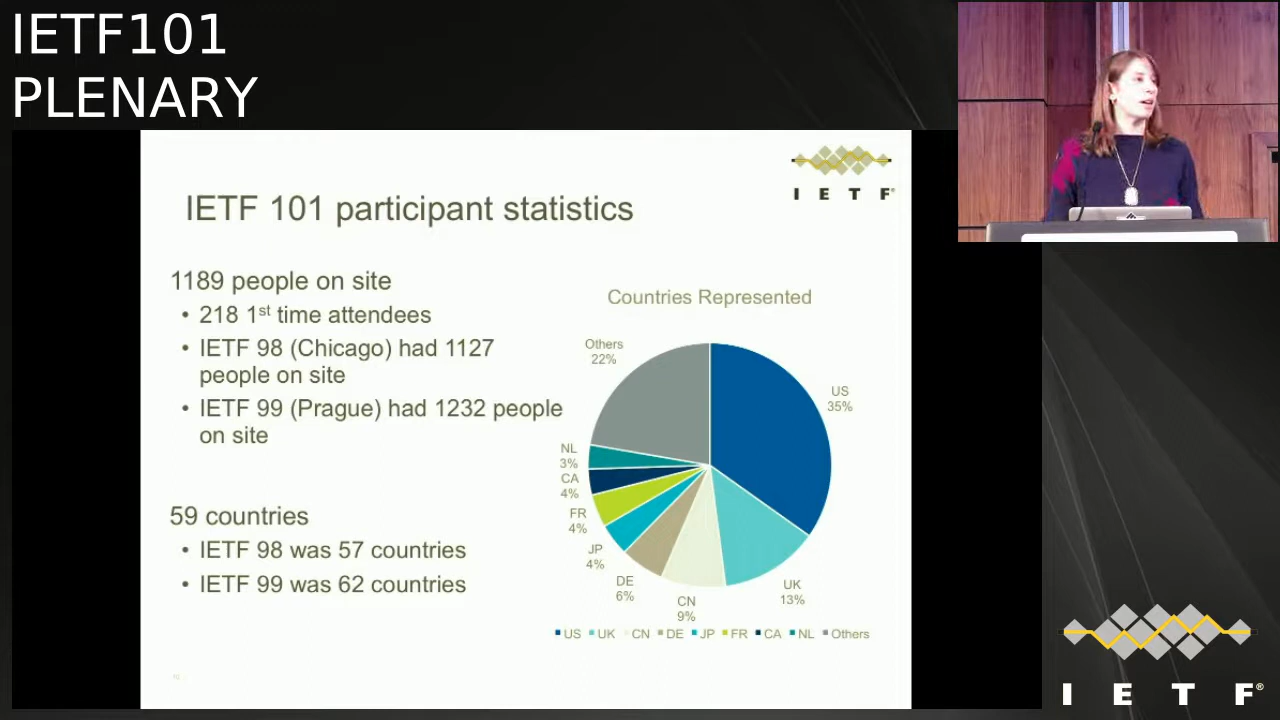 IETF101
PLENARY
I E T F®
IETF 101 participant statistics
1189 people on site
• 218 1st time attendees
• IETF 98 (Chicago) had 1127
people on site
• IETF 99 (Prague) had 1232 people
on site
59 countries
• IETF 98 was 57 countries
• IETF 99 was 62 countries
Countries Represented
Others
22%
US
35%
NL
3%
CA
4%
FR
4%
JP
4%
DE
6%
CN
9%
UK
13%
US UK CN DE JP FR CA NL Others
I E T F®